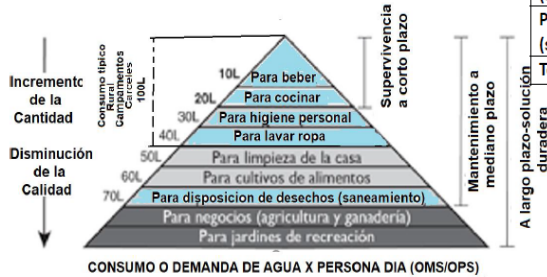 Incremento
de la
Cantidad
Disminución
de la
Calidad
Consumo típico
Rural
Campamentos
Carceles
100L
10L
20L
30L
40L
50L
60L
70L
Para beber
Para cocinar
Para higiene personal
Para lavar ropa
Para limpieza de la casa
Para cultivos de alimentos
Para disposicion de desechos (saneamiento)
Para negocios (agricultura y ganadería)
Para jardines de recreación
Supervivencia
a corto plazo
Mantenimiento a
mediano plazo
A largo plazo-solución
duradera
P
(s
T
CONSUMO O DEMANDA DE AGUA X PERSONA DIA (OMS/OPS)